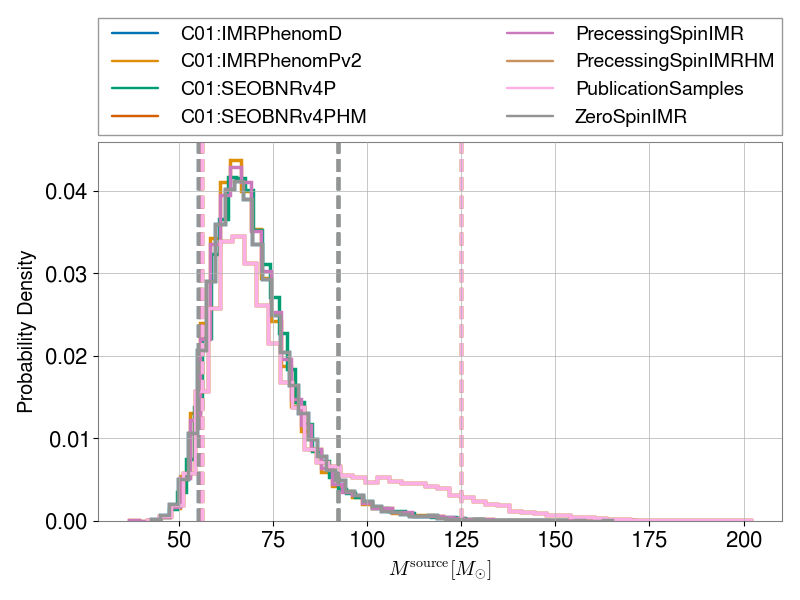 C01:IMRPhenomD
C01:IMRPhenomPv2
C01:SEOBNRv4P
C01:SEOBNRv4PHM
PrecessingSpinIMR
PrecessingSpinIMRHM
PublicationSamples
ZeroSpinIMR
Probability Density
0.04
0.03
0.02
0.01
0.00
50 75 100 125 150 175 200
M^source [M_⊙]